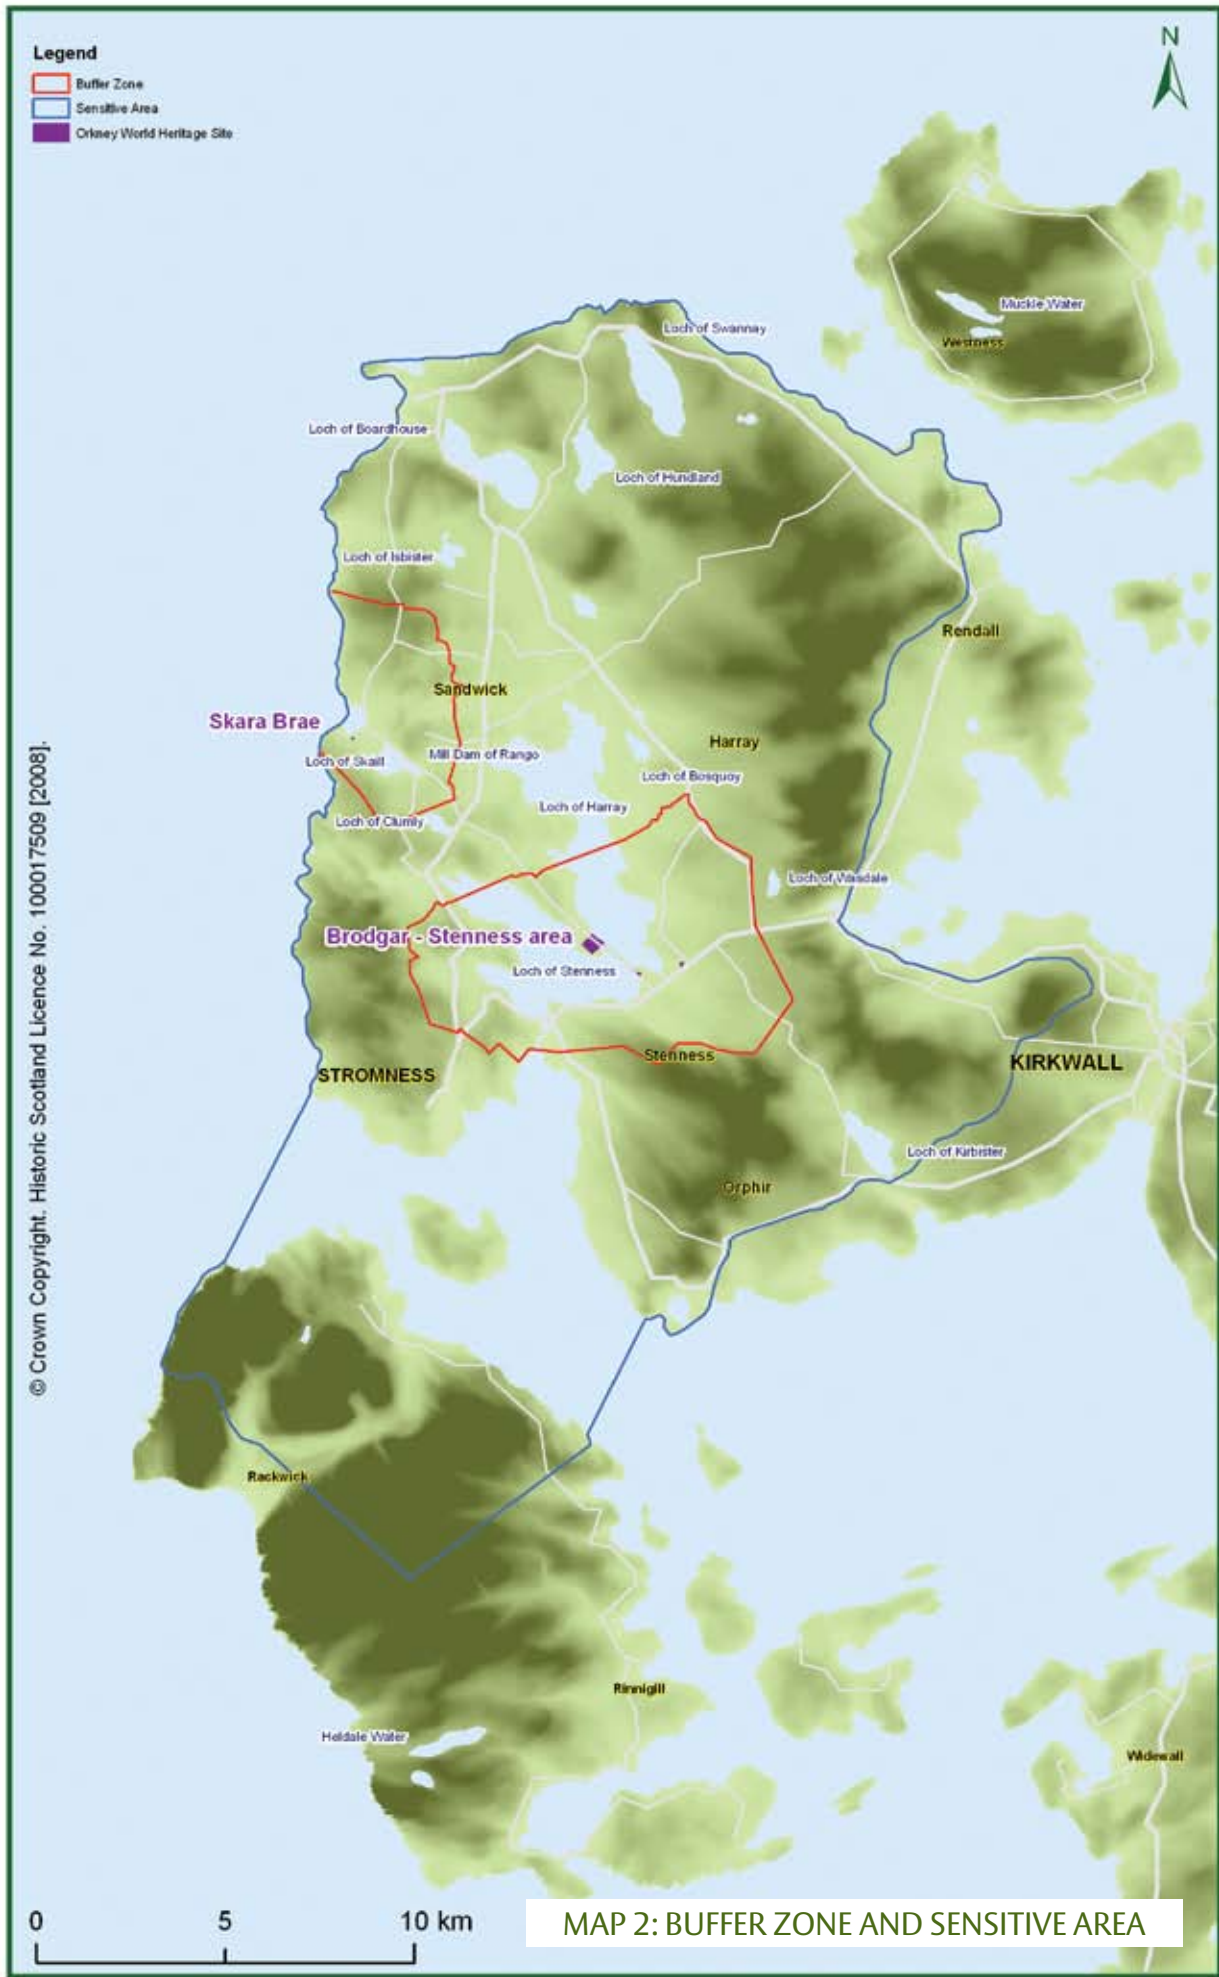 N
Legend
Buffer Zone
Sensitive Area
Orkney World Heritage Site
Muckle Water
Loch of Swannay
Westness
Loch of Boardhouse
Loch of Hundland
Loch of Isbister
Rendall
Sandwick
Skara Brae
Harray
Mill Dam of Rango
Loch of Skaill
Loch of Bosquoy
Loch of Harray
Loch of Clumly
Loch of Wasdale
Brodgar - Stenness area
Loch of Stenness
Stenness
KIRKWALL
STROMNESS
Loch of Kirbister
Orphir
Rackwick
Rinnigill
Heldale Water
Widewall
© Crown Copyright. Historic Scotland Licence No. 100017509 [2008].
0 5 10 km
MAP 2: BUFFER ZONE AND SENSITIVE AREA